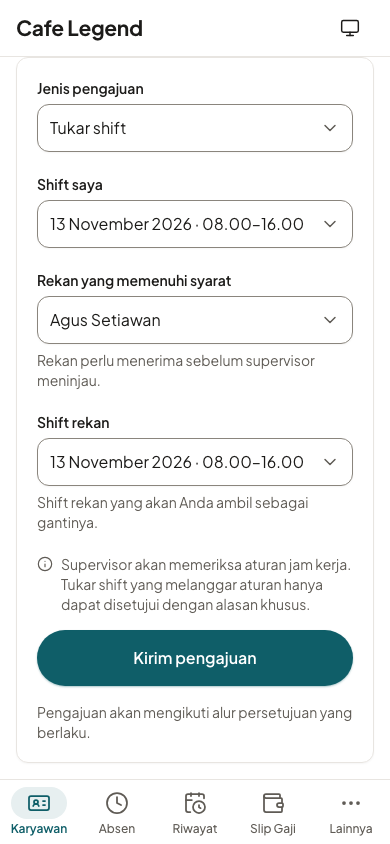 Cafe Legend
Jenis pengajuan
Tukar shift
Shift saya
13 November 2026 · 08.00–16.00
Rekan yang memenuhi syarat
Agus Setiawan
Rekan perlu menerima sebelum supervisor
meninjau.
Shift rekan
13 November 2026 · 08.00–16.00
Shift rekan yang akan Anda ambil sebagai
gantinya.
Supervisor akan memeriksa aturan jam kerja.
Tukar shift yang melanggar aturan hanya
dapat disetujui dengan alasan khusus.
Kirim pengajuan
Pengajuan akan mengikuti alur persetujuan yang
berlaku.
Karyawan
Absen
Riwayat
Slip Gaji
Lainnya